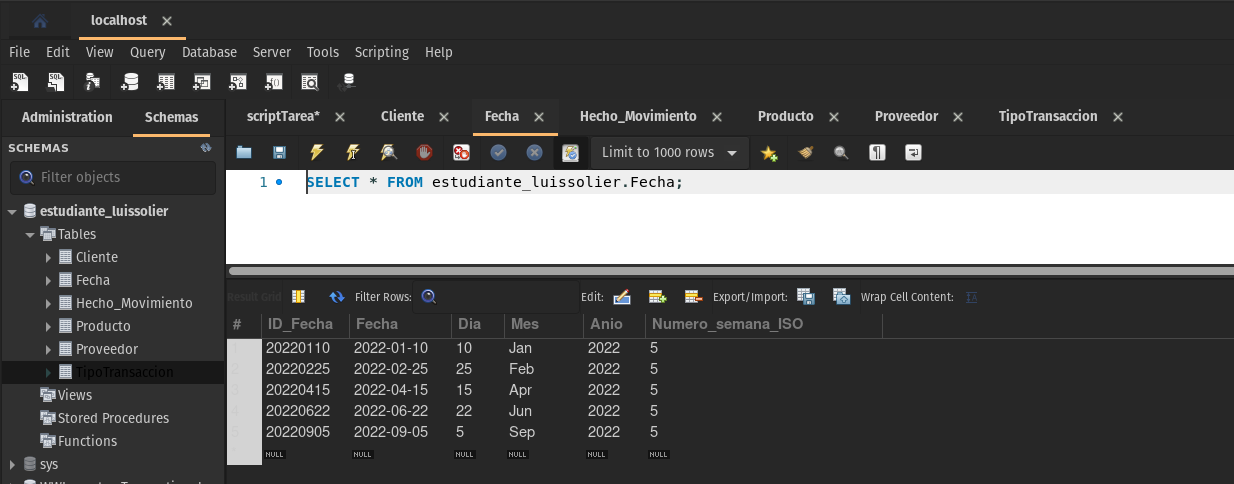 localhost
File Edit View Query Database Server Tools Scripting Help
Administration Schemas
scriptTarea* Cliente Fecha Hecho_Movimiento Producto Proveedor TipoTransaccion
SCHEMAS
Filter objects
Limit to 1000 rows
1 SELECT * FROM estudiante_luissolier.Fecha;
estudiante_luissolier
Tables
Cliente
Fecha
Hecho_Movimiento
Producto
Proveedor
TipoTransaccion
Views
Stored Procedures
Functions
sys
Result Grid Filter Rows: Edit: Export/Import: Wrap Cell Content:
# ID_Fecha Fecha Dia Mes Anio Numero_semana_ISO
20220110 2022-01-10 10 Jan 2022 5
20220225 2022-02-25 25 Feb 2022 5
20220415 2022-04-15 15 Apr 2022 5
20220622 2022-06-22 22 Jun 2022 5
20220905 2022-09-05 5 Sep 2022 5
NULL NULL NULL NULL NULL NULL